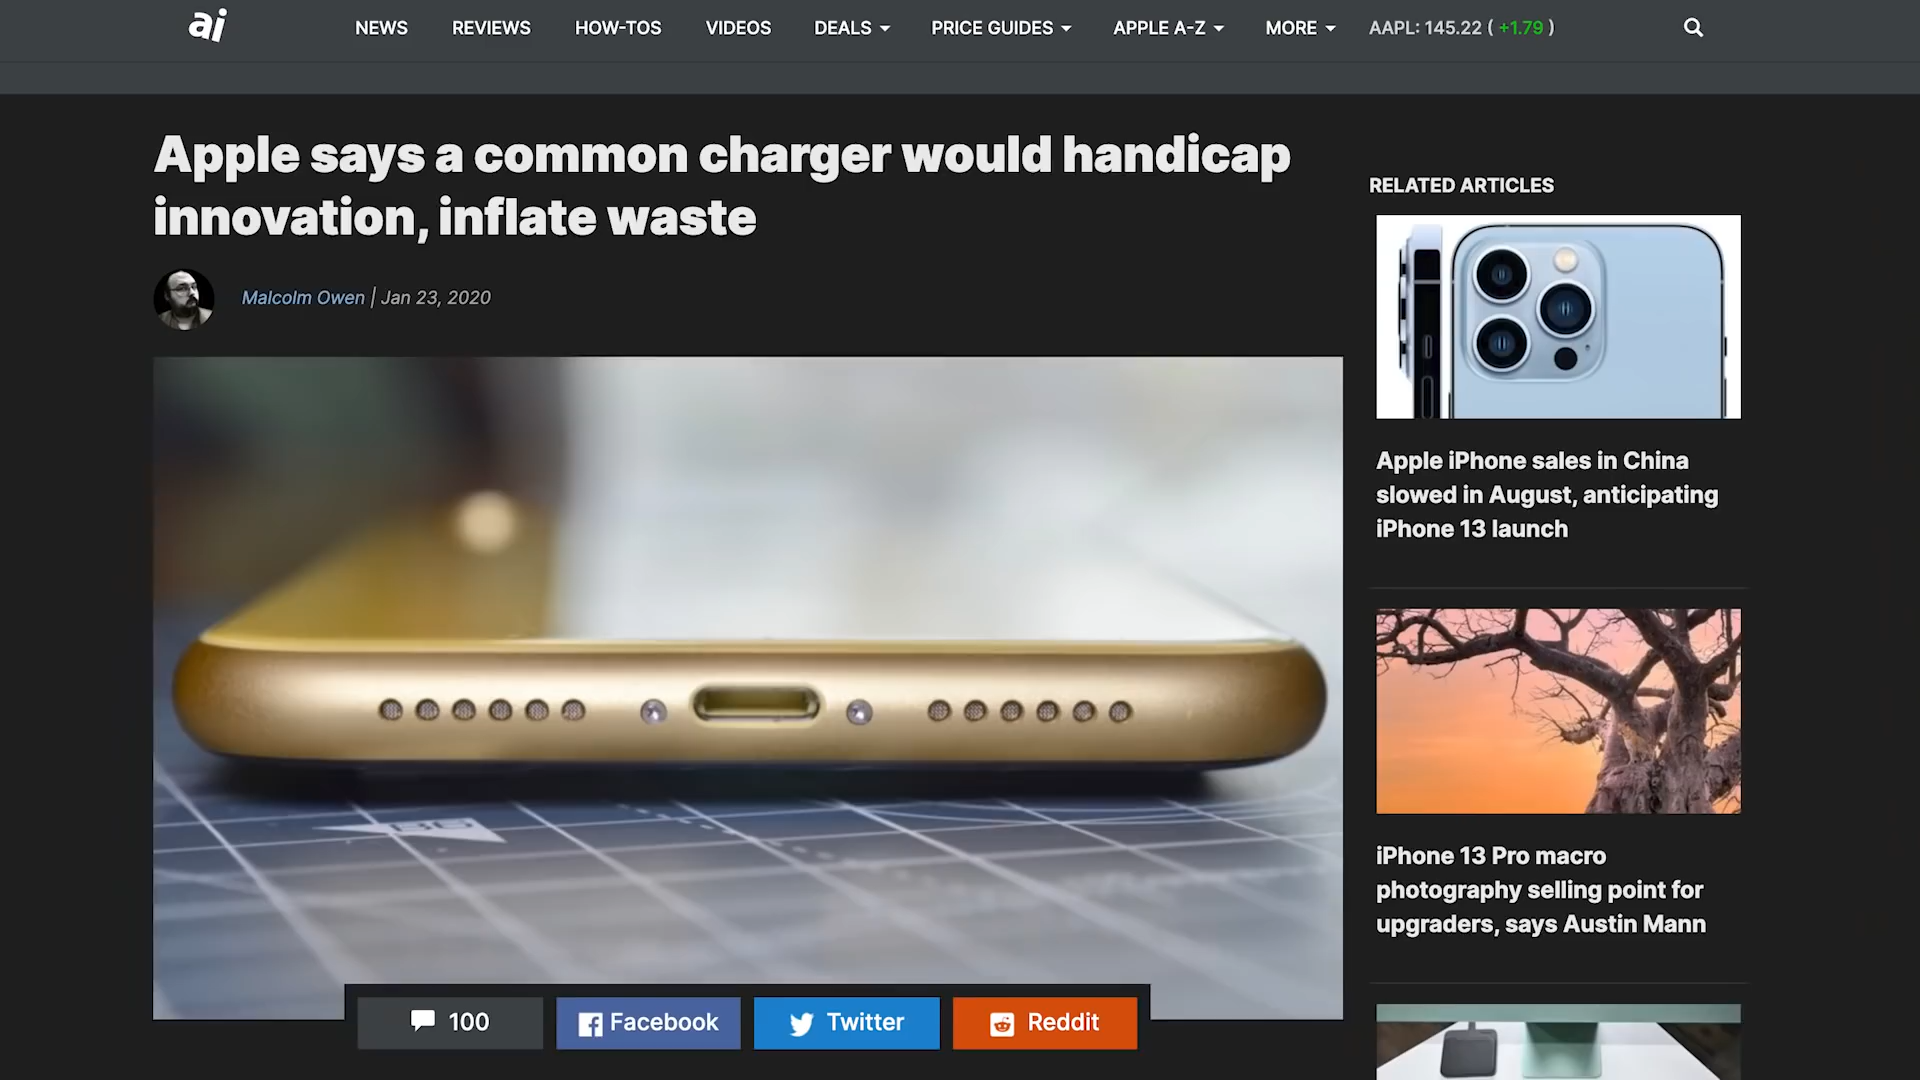 ai
NEWS
REVIEWS
HOW-TOS
VIDEOS
DEALS
PRICE GUIDES
APPLE A-Z
MORE
AAPL: 145.22 ( +1.79 )
Apple says a common charger would handicap
innovation, inflate waste
Malcolm Owen | Jan 23, 2020
100
Facebook
Twitter
Reddit
RELATED ARTICLES
Apple iPhone sales in China
slowed in August, anticipating
iPhone 13 launch
iPhone 13 Pro macro
photography selling point for
upgraders, says Austin Mann